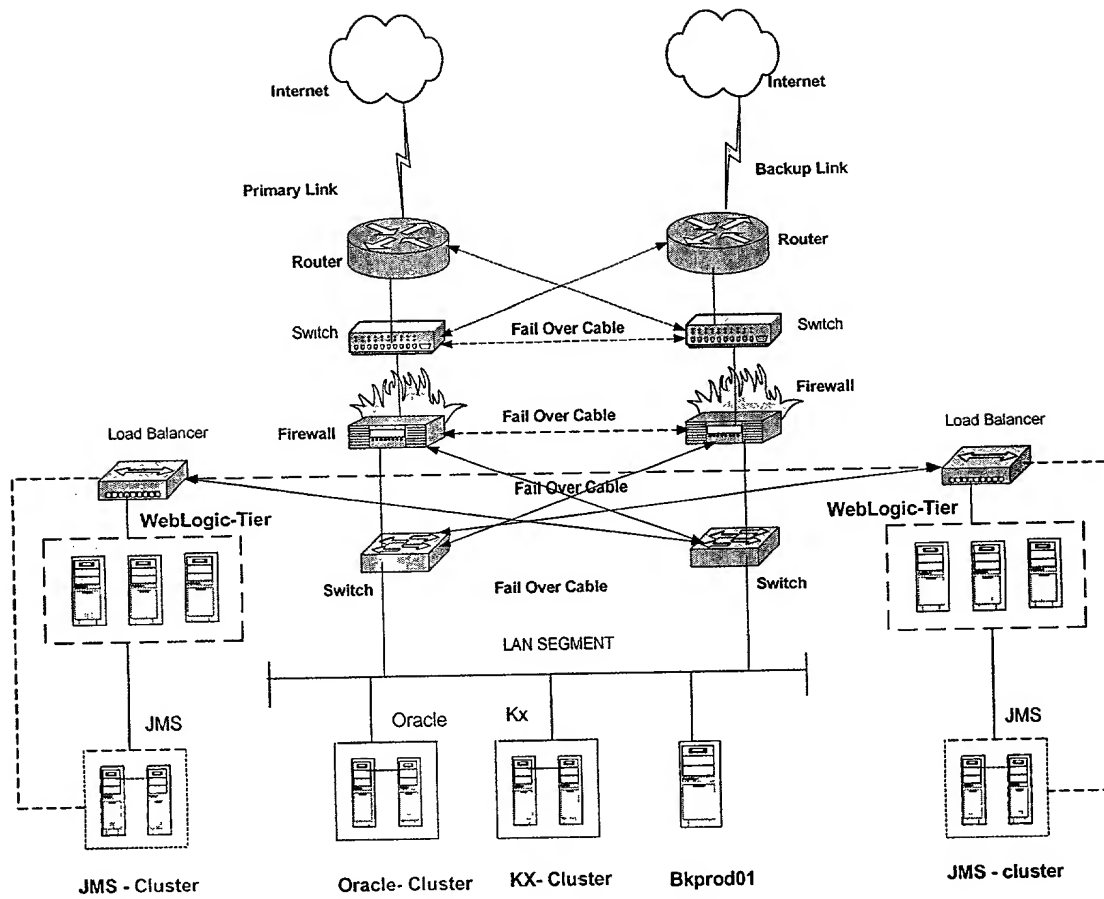 Internet
Internet
Primary Link
Backup Link
Router
Router
Switch
Fail Over Cable
Switch
Firewall
Fail Over Cable
Firewall
Load Balancer
Load Balancer
Fail Over Cable
WebLogic-Tier
WebLogic-Tier
Switch
Fail Over Cable
Switch
LAN SEGMENT
JMS
Oracle
Kx
JMS
JMS - Cluster
Oracle- Cluster
KX- Cluster
Bkprod01
JMS - cluster